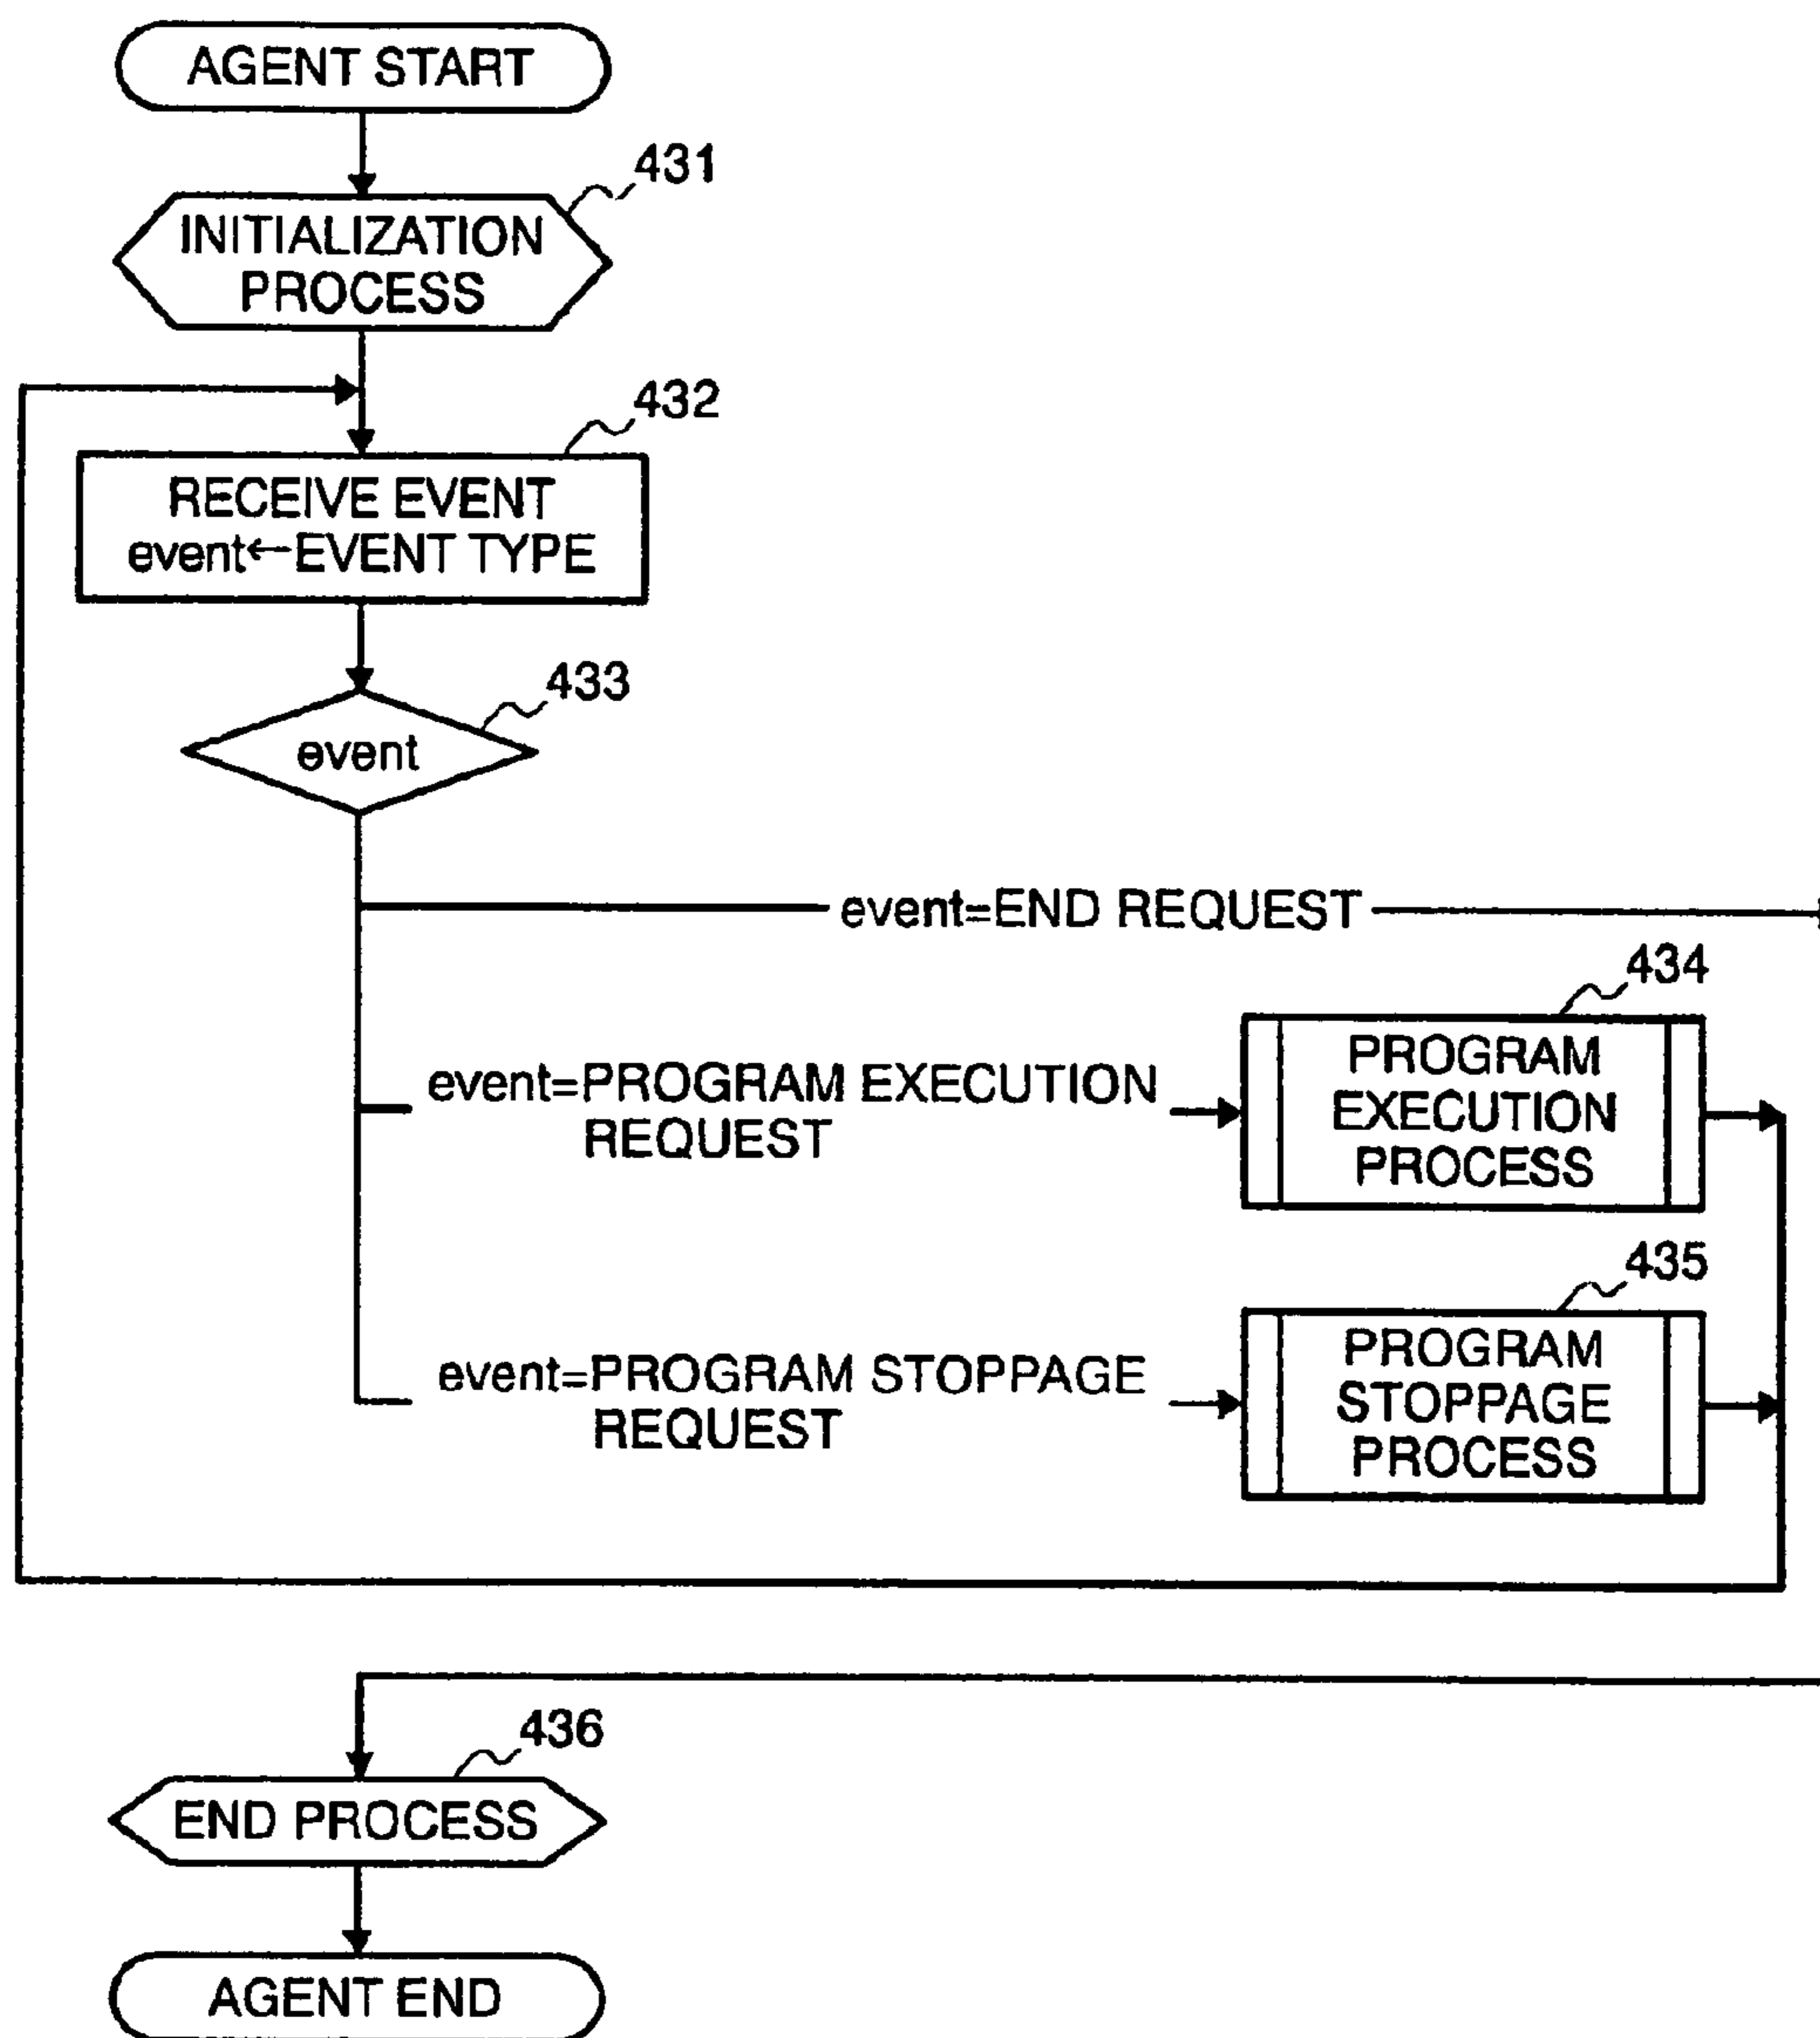 AGENT START
431
INITIALIZATION
PROCESS
432
RECEIVE EVENT
event←EVENT TYPE
433
event
event=END REQUEST
434
event=PROGRAM EXECUTION
REQUEST
PROGRAM
EXECUTION
PROCESS
435
event=PROGRAM STOPPAGE
REQUEST
PROGRAM
STOPPAGE
PROCESS
436
END PROCESS
AGENT END